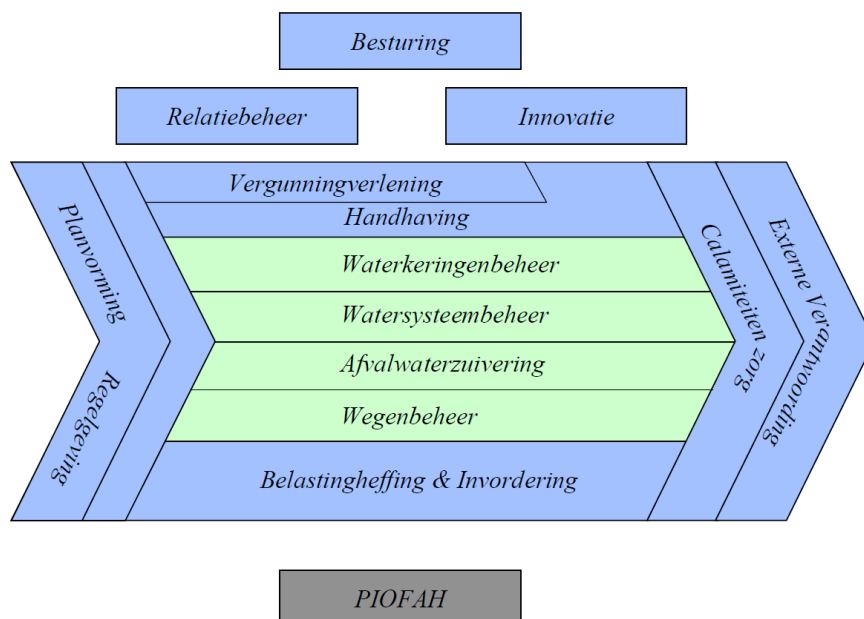 Besturing
Relatiebeheer
Innovatie
Planvorming
Regelgeving
Vergunningverlening
Handhaving
Waterkeringenbeheer
Watersysteembeheer
Afvalwaterzuivering
Wegenbeheer
Belastingheffing & Invordering
Calamiteiten zorg
Externe Verantwoording
PIOFAH